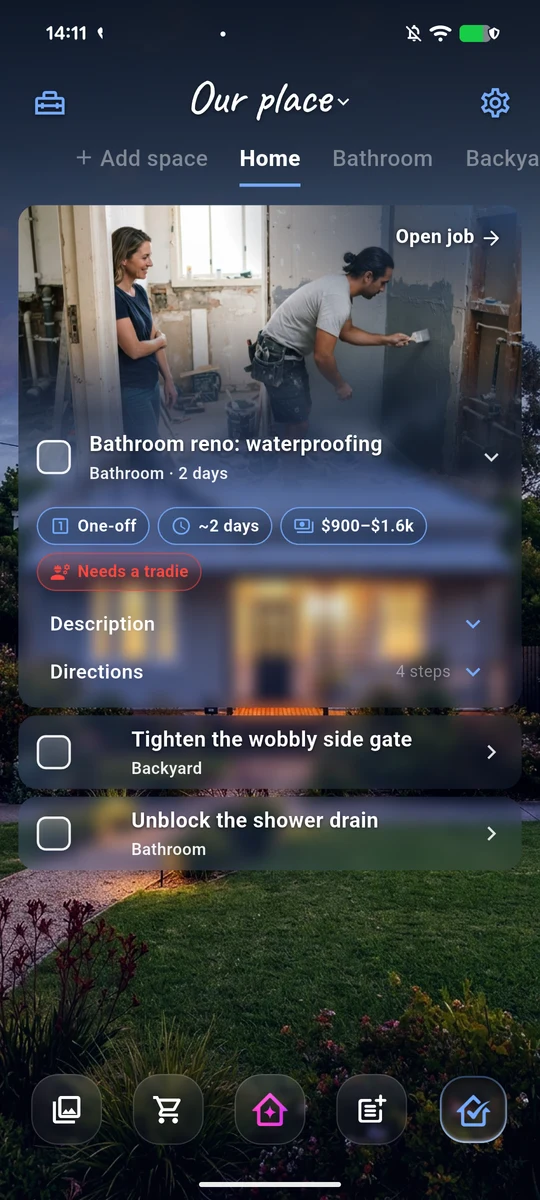 14:11
Our place
+ Add space Home Bathroom Backya
Open job →
Bathroom reno: waterproofing
Bathroom · 2 days
1 One-off ~2 days $900–$1.6k
Needs a tradie
Description
Directions 4 steps
Tighten the wobbly side gate
Backyard
Unblock the shower drain
Bathroom